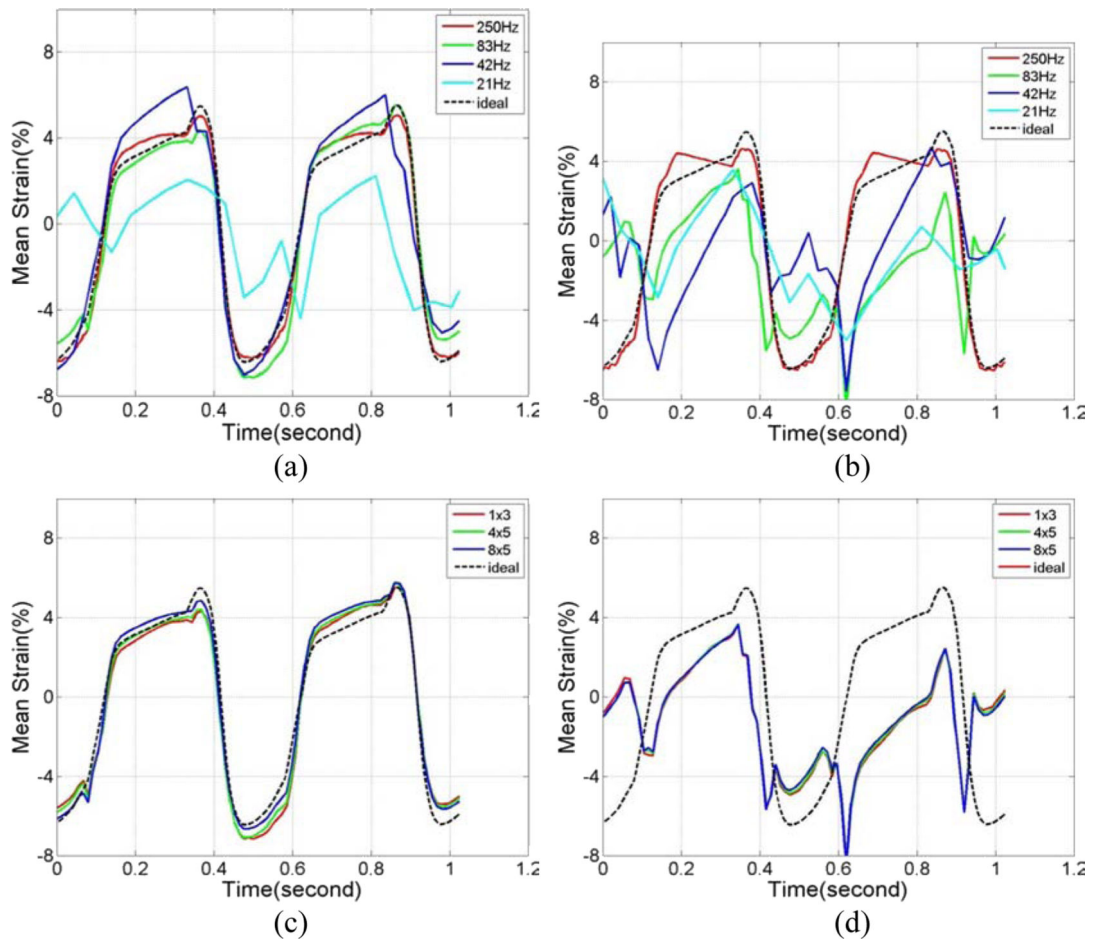 250Hz
83Hz
42Hz
21Hz
ideal
8
4
0
-4
-8
Mean Strain(%)
0 0.2 0.4 0.6 0.8 1 1.2
Time(second)
(a)
250Hz
83Hz
42Hz
21Hz
ideal
8
4
0
-4
-8
Mean Strain(%)
0 0.2 0.4 0.6 0.8 1 1.2
Time(second)
(b)
1x3
4x5
8x5
ideal
8
4
0
-4
-8
Mean Strain(%)
0 0.2 0.4 0.6 0.8 1 1.2
Time(second)
(c)
1x3
4x5
8x5
ideal
8
4
0
-4
-8
Mean Strain(%)
0 0.2 0.4 0.6 0.8 1 1.2
Time(second)
(d)